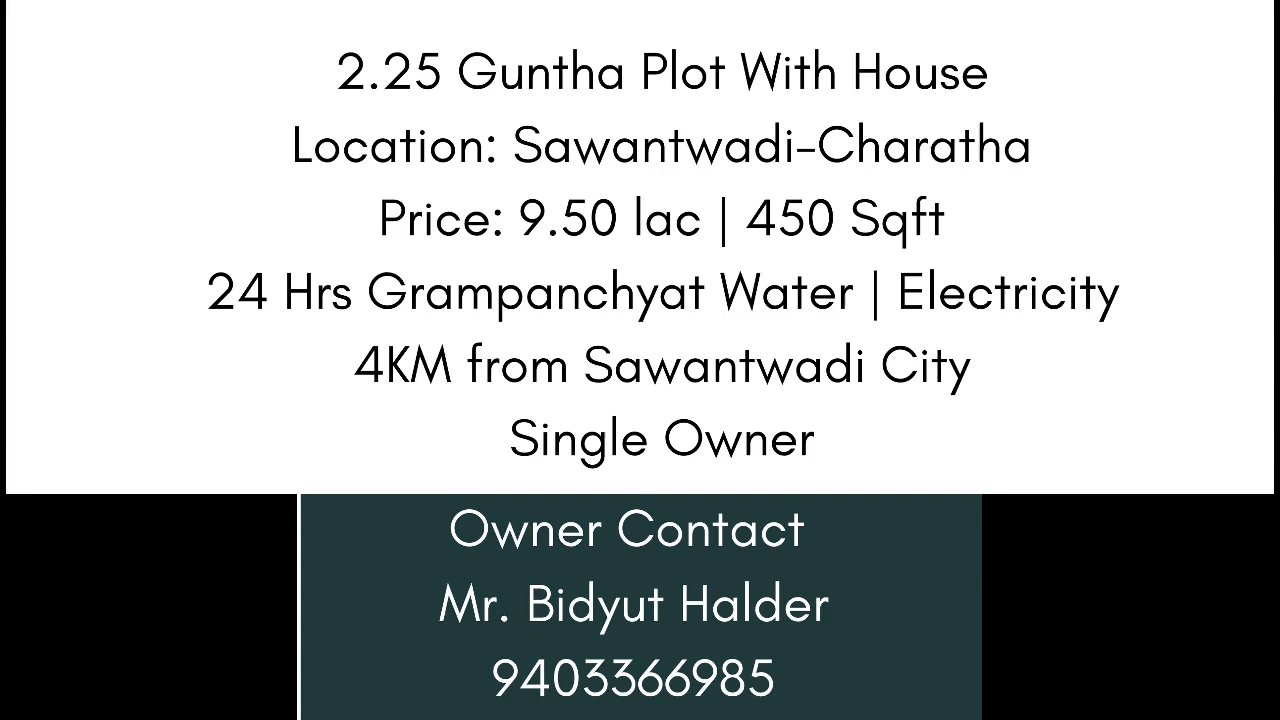 2.25 Guntha Plot With House
Location: Sawantwadi-Charatha
Price: 9.50 lac | 450 Sqft
24 Hrs Grampanchyat Water | Electricity
4KM from Sawantwadi City
Single Owner
Owner Contact
Mr. Bidyut Halder
9403366985